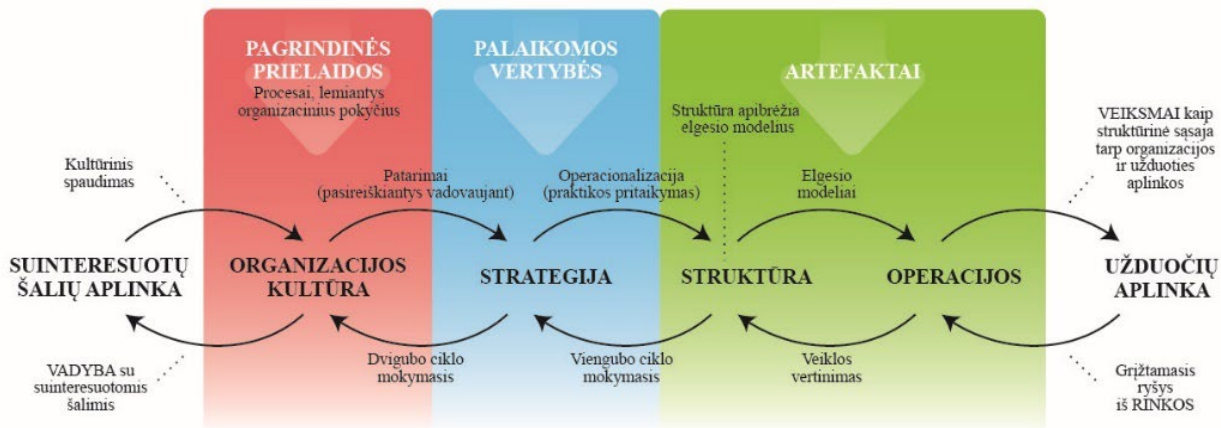 PAGRINDINĖS
PRIELAIDOS
Procesai, lemiantys
organizacinius pokyčius
PALAIKOMOS
VERTYBĖS
ARTEFAKTAI
Struktūra apibrėžia
elgesio modelius
VEIKSMAI kaip
struktūrinė sąsaja
tarp organizacijos
ir užduoties
aplinkos
Kultūrinis
spaudimas
Patarimai
(pasireiškiantys vadovaujant)
Operacionalizacija
(praktikos pritaikymas)
Elgesio
modeliai
SUINTERESUOTŲ
ŠALIŲ APLINKA
ORGANIZACIJOS
KULTŪRA
STRATEGIJA
STRUKTŪRA
OPERACIJOS
UŽDUOČIŲ
APLINKA
VADYBA su
suinteresuotomis
šalimis
Dvigubo ciklo
mokymasis
Viengubo ciklo
mokymasis
Veiklos
vertinimas
Grįžtamasis
ryšys
iš RINKOS